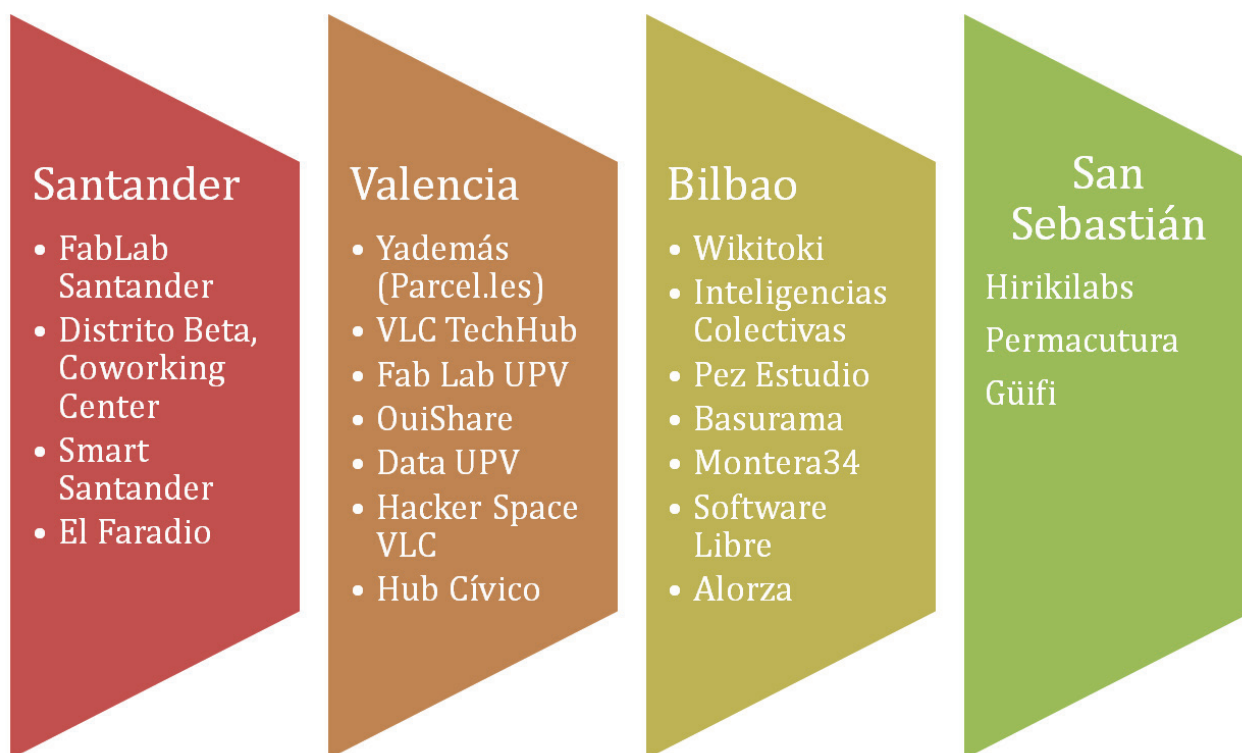 Santander
• FabLab
Santander
• Distrito Beta,
Coworking
Center
• Smart
Santander
• El Faradio
Valencia
• Yademás
(Parcel.les)
• VLC TechHub
• Fab Lab UPV
• OuiShare
• Data UPV
• Hacker Space
VLC
• Hub Cívico
Bilbao
• Wikitoki
• Inteligencias
Colectivas
• Pez Estudio
• Basurama
• Montera34
• Software
Libre
• Alorza
San
Sebastián
Hirikilabs
Permacutura
Güifi